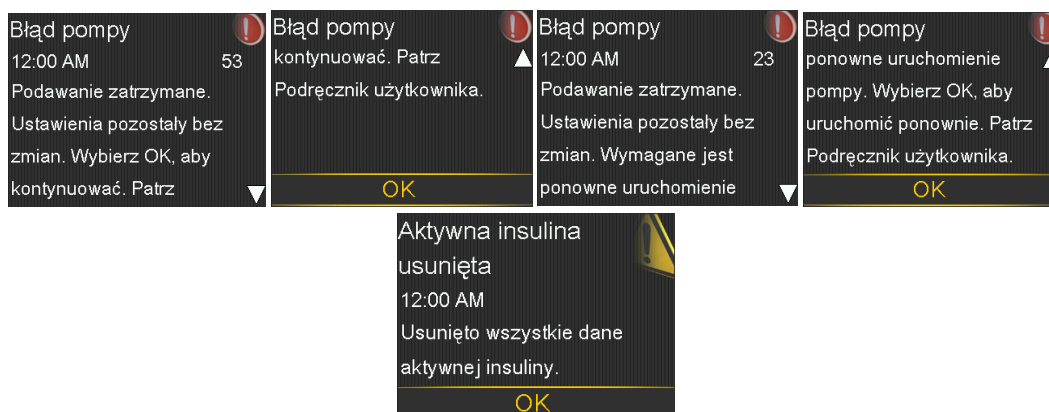 Błąd pompy
12:00 AM 53
Podawanie zatrzymane.
Ustawienia pozostały bez
zmian. Wybierz OK, aby
kontynuować. Patrz
Błąd pompy
kontynuować. Patrz
Podręcznik użytkownika.
OK
Błąd pompy
12:00 AM 23
Podawanie zatrzymane.
Ustawienia pozostały bez
zmian. Wymagane jest
ponowne uruchomienie
Błąd pompy
ponowne uruchomienie
pompy. Wybierz OK, aby
uruchomić ponownie. Patrz
Podręcznik użytkownika.
OK
Aktywna insulina
usunięta
12:00 AM
Usunięto wszystkie dane
aktywnej insuliny.
OK